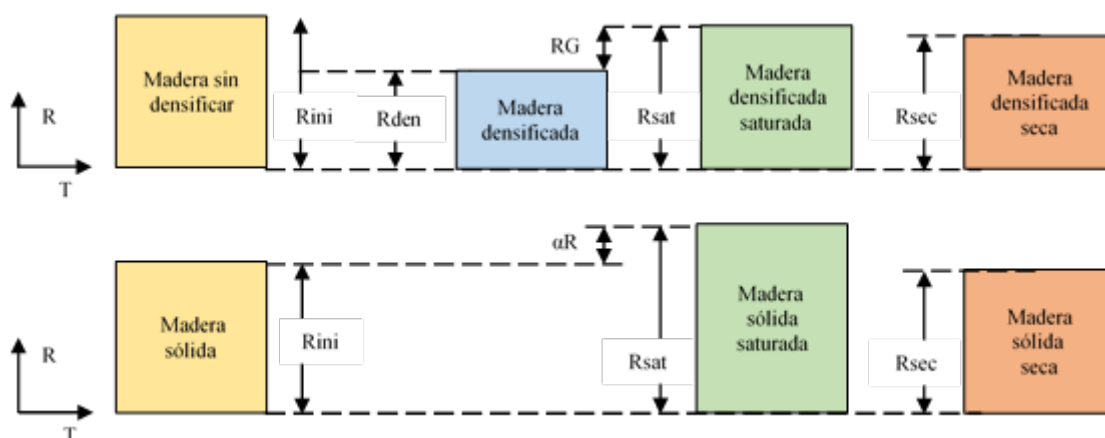 Madera sin
densificar
R
T
Rini
Rden
Madera
densificada
RG
Rsat
Madera
densificada
saturada
Rsec
Madera
densificada
seca
Madera
sólida
R
T
Rini
αR
Rsat
Madera
sólida
saturada
Rsec
Madera
sólida
seca